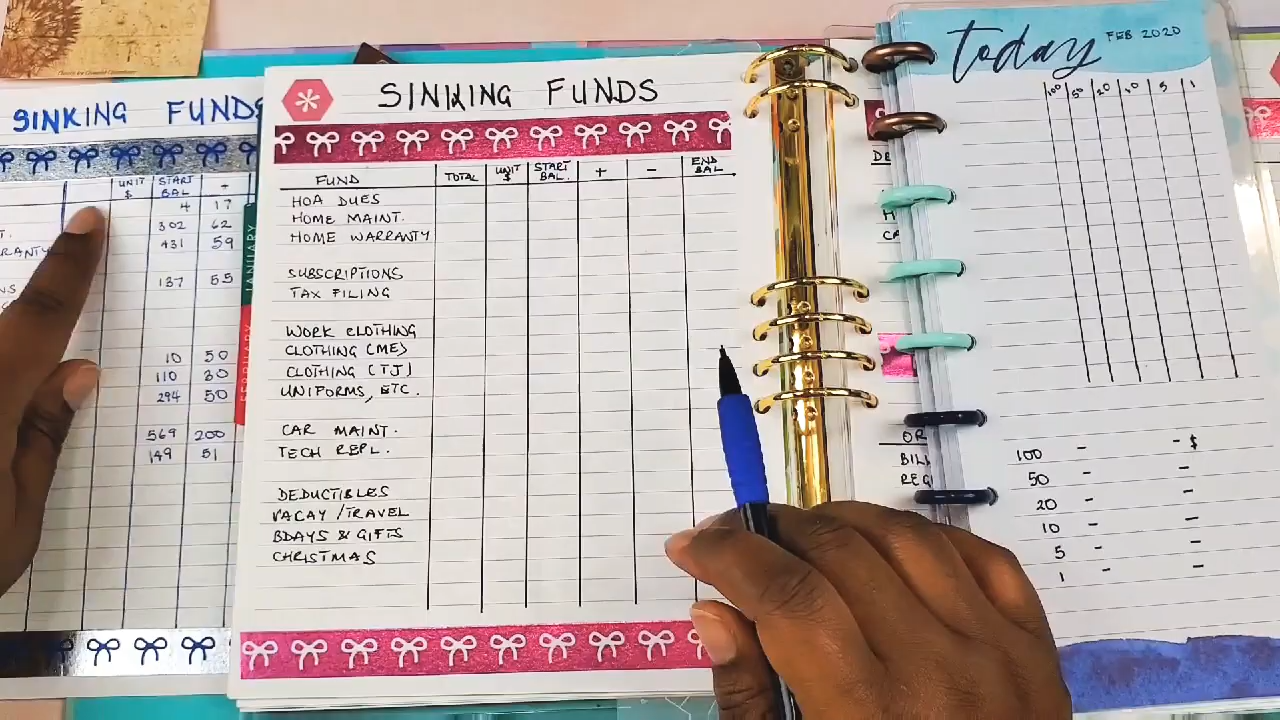 SINKING FUNDS
UNIT $ START BAL +
4 17
T. 302 62
RRANTY 431 59
137 55
10 50
110 30
294 50
569 200
149 51
JANUARY
FEBRUARY
SINKING FUNDS
FUND TOTAL UNIT $ START BAL. + - END BAL
HOA DUES
HOME MAINT.
HOME WARRANTY
SUBSCRIPTIONS
TAX FILING
WORK CLOTHING
CLOTHING (ME)
CLOTHING (TJ)
UNIFORMS, ETC.
CAR MAINT.
TECH REPL.
DEDUCTIBLES
VACAY /TRAVEL
BDAYS & GIFTS
CHRISTMAS
OR
BILL
REG
today FEB 2020
100 50 20 10 5 1
100 - - $
50 -
20 -
10 - -
5 - -
1 - -